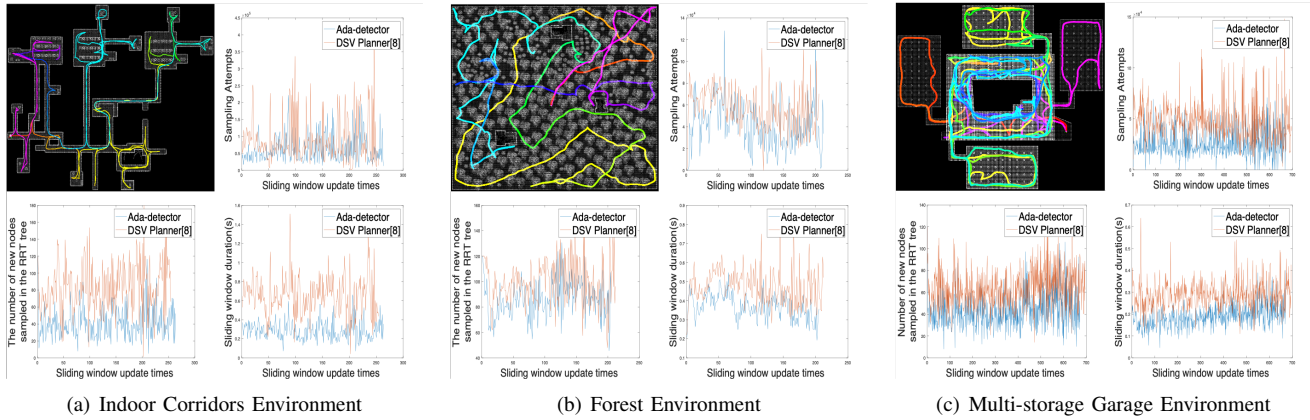 Ada-detector
DSV Planner[8]
Sampling Attempts
Sliding window update times
Ada-detector
DSV Planner[8]
The number of new nodes
sampled in the RRT tree
Sliding window update times
Ada-detector
DSV Planner[8]
Sliding window duration(s)
Sliding window update times
(a) Indoor Corridors Environment
Ada-detector
DSV Planner[8]
Sampling Attempts
Sliding window update times
Ada-detector
DSV Planner[8]
The number of new nodes
sampled in the RRT tree
Sliding window update times
Ada-detector
DSV Planner[8]
Sliding window duration(s)
Sliding window update times
(b) Forest Environment
Ada-detector
DSV Planner[8]
Sampling Attempts
Sliding window update times
Ada-detector
DSV Planner[8]
Number of new nodes
sampled in the RRT tree
Sliding window update times
Ada-detector
DSV Planner[8]
Sliding window duration(s)
Sliding window update times
(c) Multi-storage Garage Environment